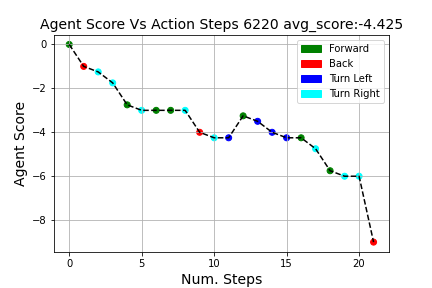 Agent Score Vs Action Steps 6220 avg_score:-4.425
Forward
Back
Turn Left
Turn Right
Agent Score
0
−2
−4
−6
−8
0 5 10 15 20
Num. Steps